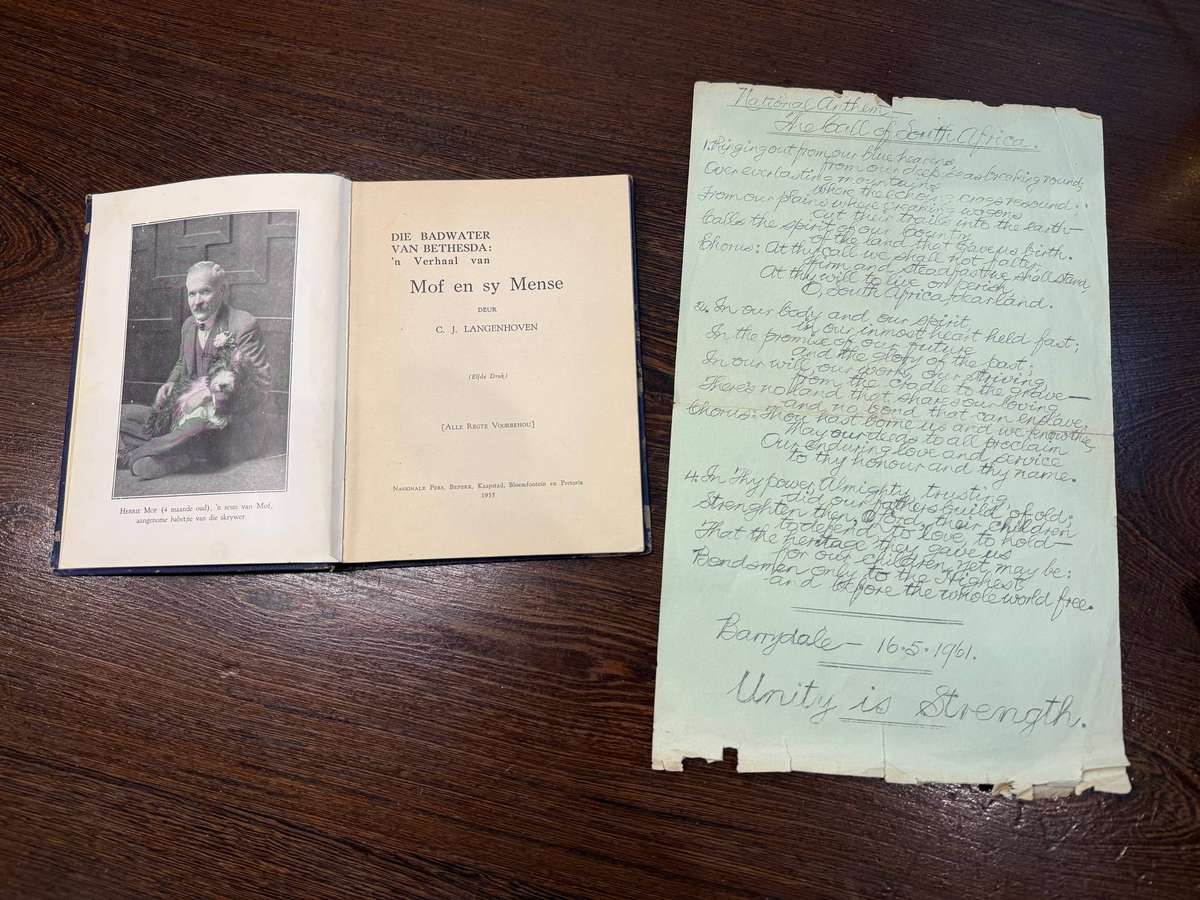 HERRIE MOF (4 maande oud), 'n seun van Mof,
aangenome babetje van die skrywer
DIE BADWATER
VAN BETHESDA:
'n Verhaal van
Mof en sy Mense
DEUR
C. J. LANGENHOVEN
(Elfde Druk)
[ALLE REGTE VOORBEHOU]
NASIONALE PERS, BEPERK, Kaapstad, Bloemfontein en Pretoria
1935
National Anthem
The Call of South Africa.
1. Ringing out from our blue heavens,
from our deep seas breaking round;
Over everlasting mountains
where the echoing crags resound..
From our plains where creaking wagons
cut their trails into the earth—
Calls the spirit of our Country,
of the land that gave us birth.
Chorus: At thy call we shall not falter,
firm and steadfast we shall stand,
At thy will to live or perish,
O, South Africa, dear land.
2. In our body and our spirit,
in our inmost heart held fast;
In the promise of our future
and the glory of the past;
In our will, our work, our striving,
from the cradle to the grave—
There's no land that shares our loving,
and no bond that can enslave.
Chorus: Thou hast borne us and we know thee,
May our deeds to all proclaim
Our enduring love and service
to thy honour and thy name.
4. In Thy power, Almighty, trusting,
did our fathers build of old:
Strenghten then, O Lord, their children
to defend, to love, to hold—
That the heritage they gave us
for our children yet may be:
Bondsmen only to the Highest
and before the whole world free.
Barrydale — 16.5.1961.
Unity is Strength.